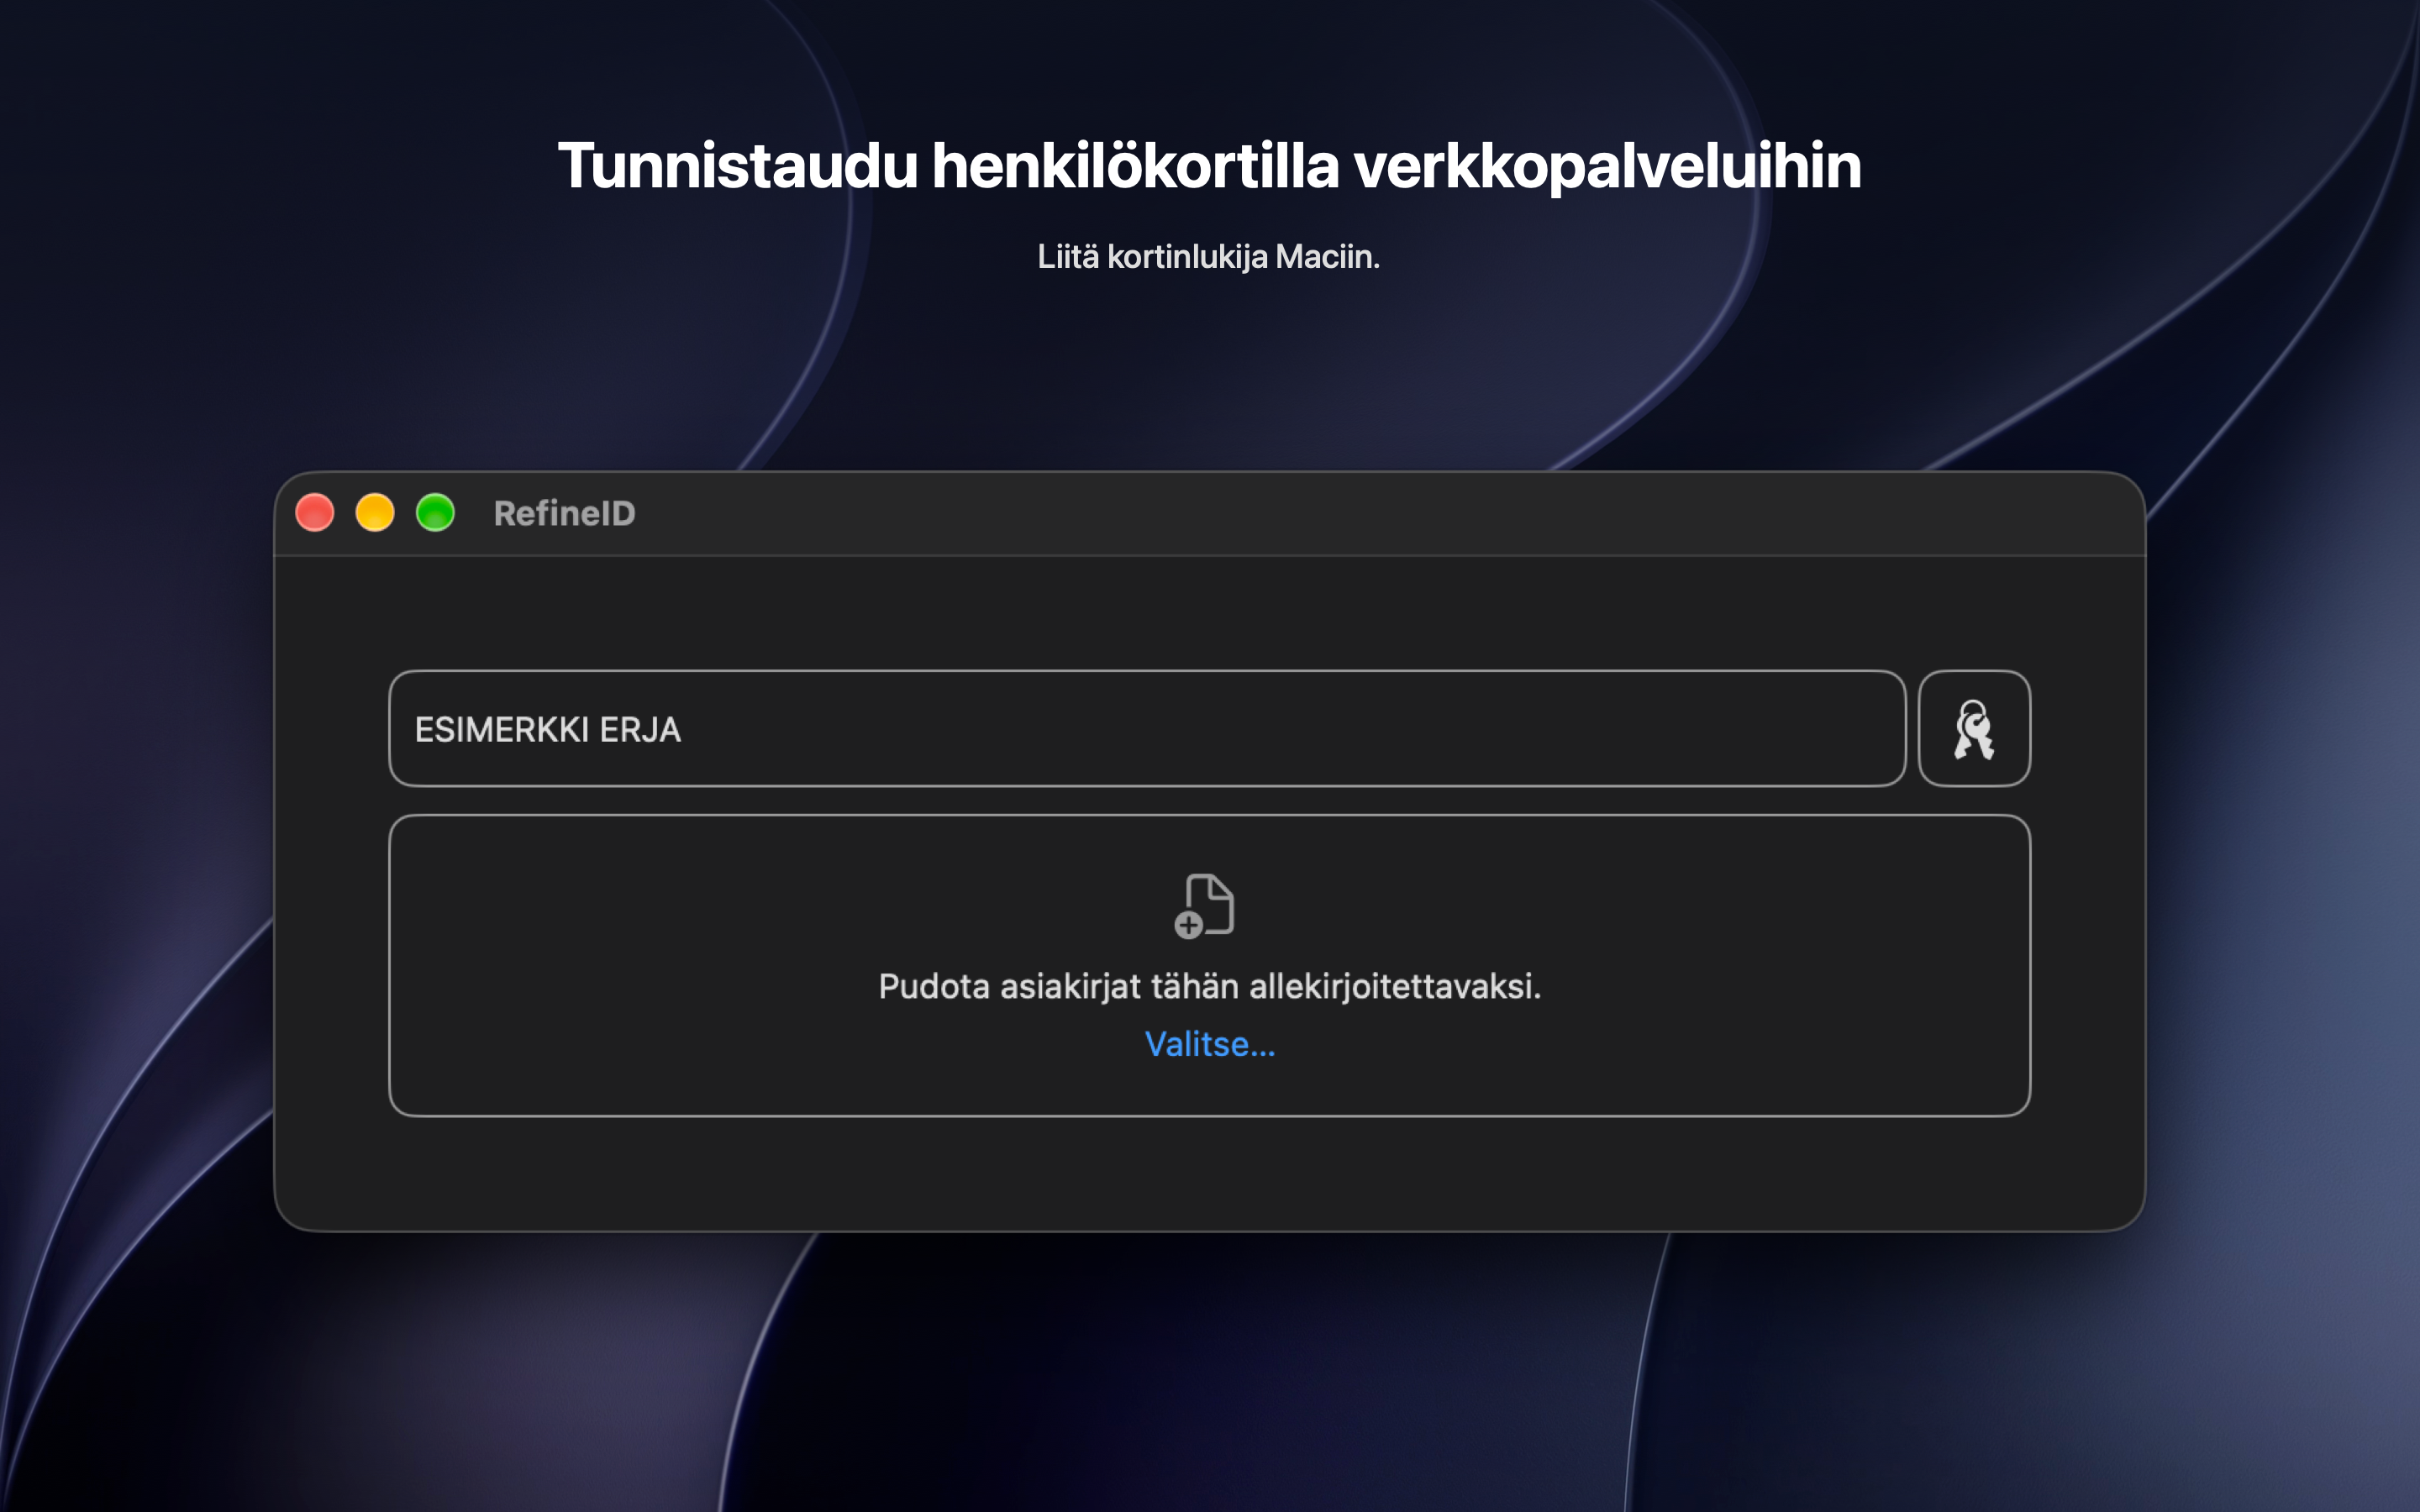 Tunnistaudu henkilökortilla verkkopalveluihin
Liitä kortinlukija Maciin.
RefineID
ESIMERKKI ERJA
Pudota asiakirjat tähän allekirjoitettavaksi.
Valitse...